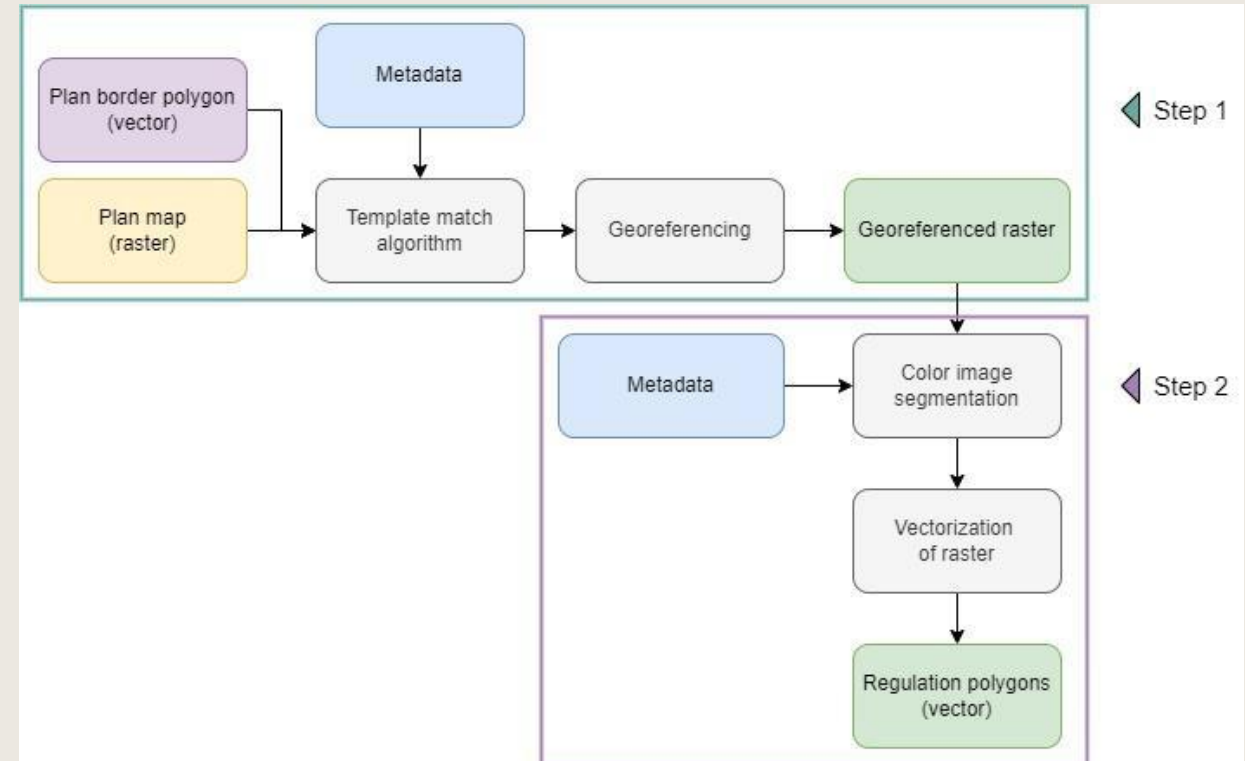 Plan border polygon
(vector)
Metadata
Plan map
(raster)
Template match
algorithm
Georeferencing
Georeferenced raster
Step 1
Metadata
Color image
segmentation
Step 2
Vectorization
of raster
Regulation polygons
(vector)